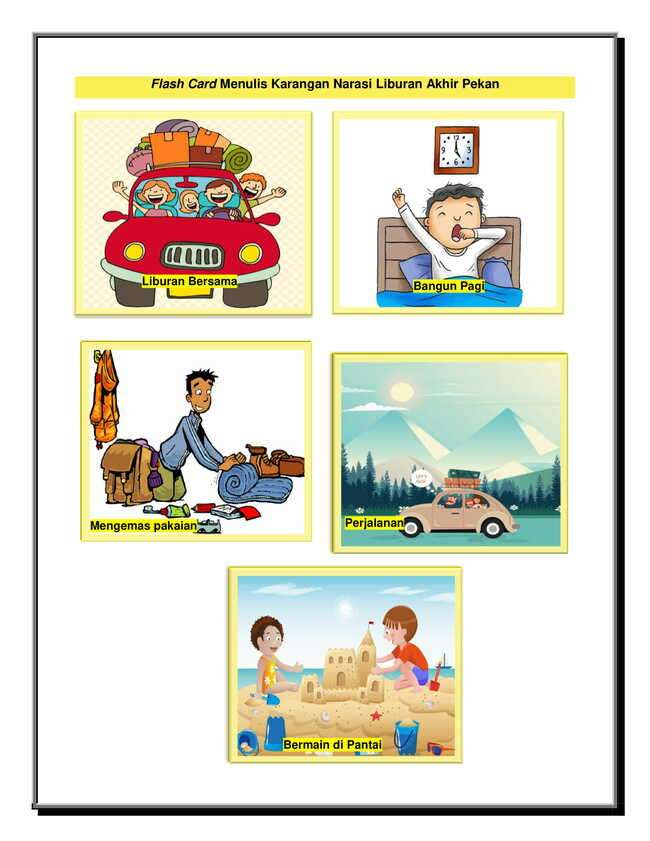 Flash Card Menulis Karangan Narasi Liburan Akhir Pekan
Liburan Bersama
Bangun Pagi
Mengemas pakaian
Perjalanan
Bermain di Pantai